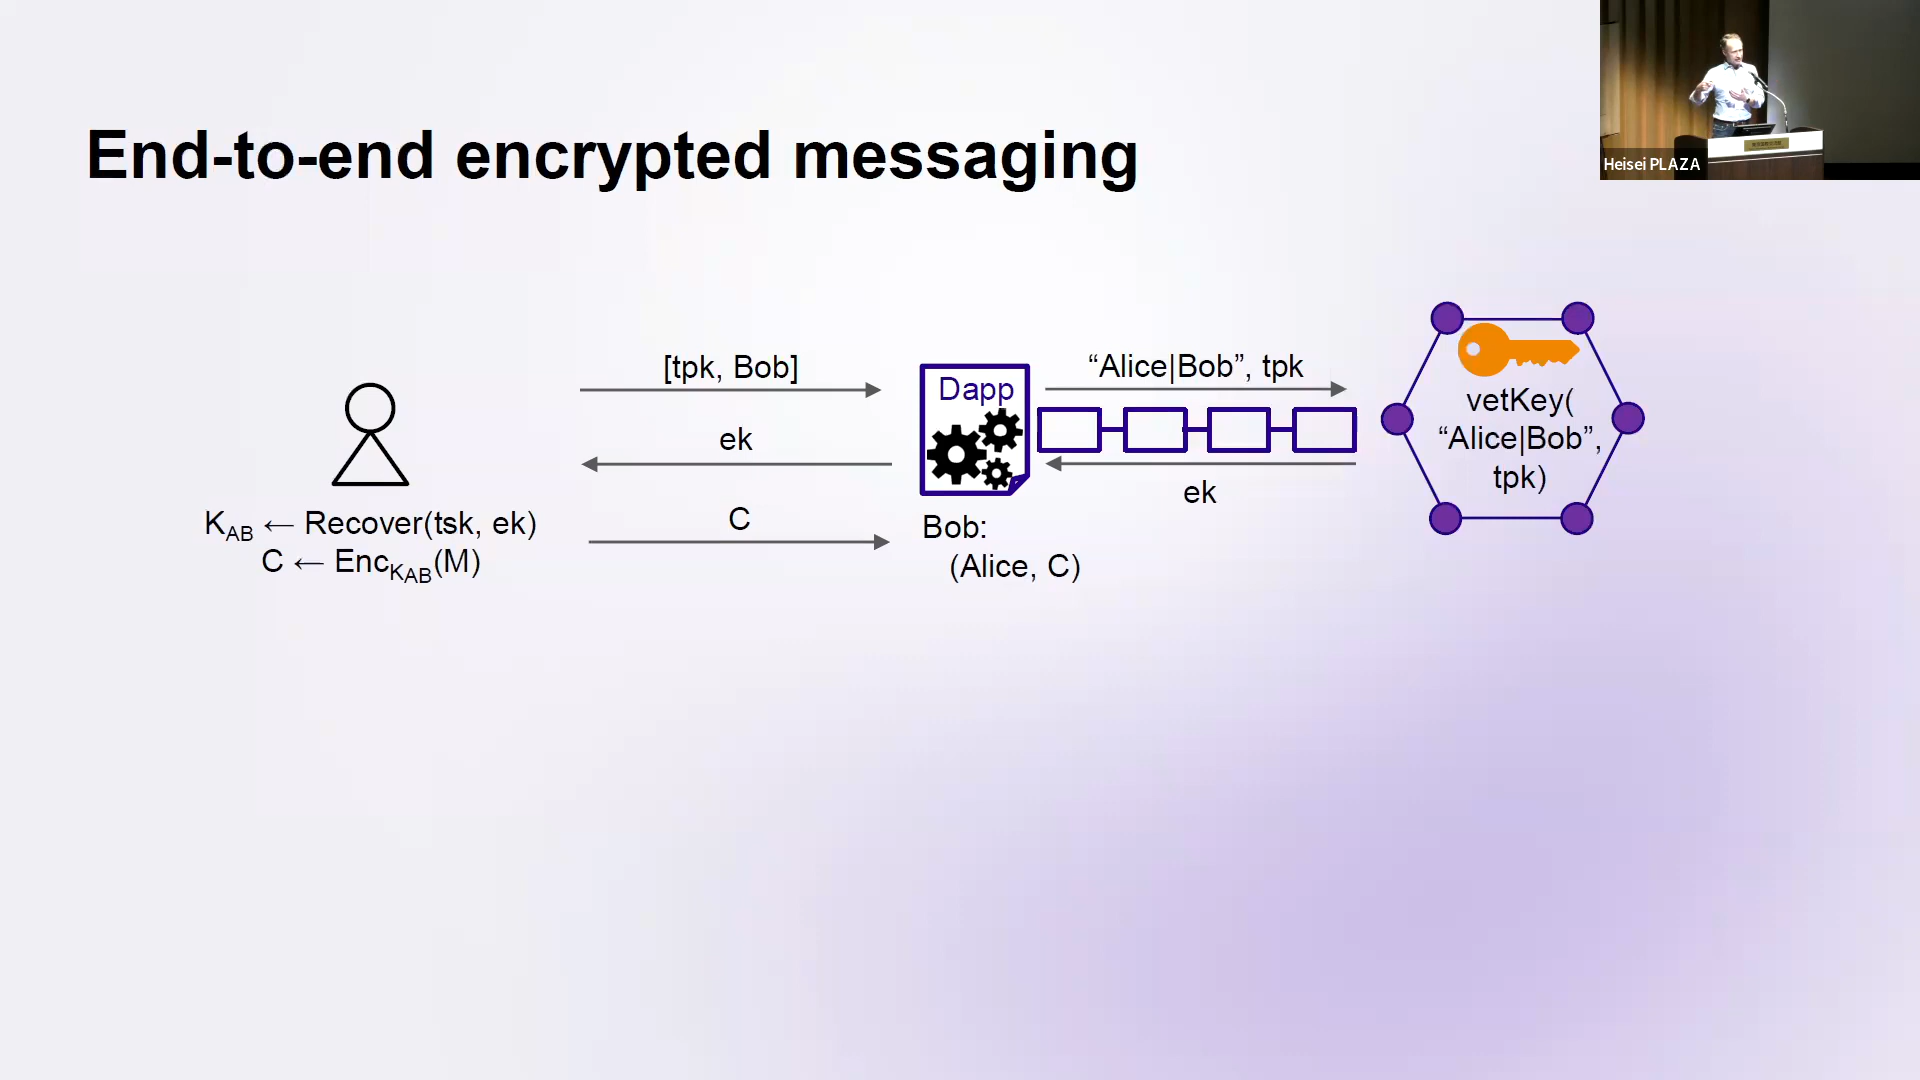 End-to-end encrypted messaging
Heisei PLAZA
[tpk, Bob]
Dapp
“Alice|Bob”, tpk
ek
ek
vetKey(
“Alice|Bob”,
tpk)
K_AB ← Recover(tsk, ek)
C ← Enc_K_AB(M)
C
Bob:
(Alice, C)